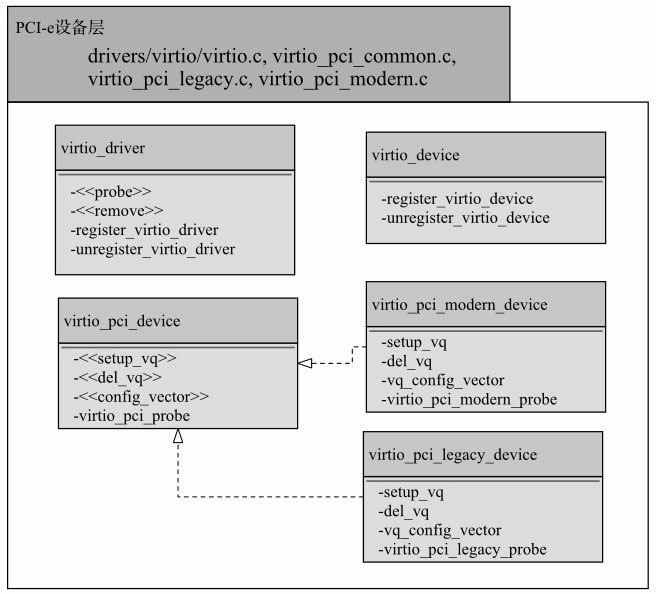 PCI-e设备层
drivers/virtio/virtio.c, virtio_pci_common.c,
virtio_pci_legacy.c, virtio_pci_modern.c
virtio_driver
-<<probe>>
-<<remove>>
-register_virtio_driver
-unregister_virtio_driver
virtio_device
-register_virtio_device
-unregister_virtio_device
virtio_pci_device
-<<setup_vq>>
-<<del_vq>>
-<<config_vector>>
-virtio_pci_probe
virtio_pci_modern_device
-setup_vq
-del_vq
-vq_config_vector
-virtio_pci_modern_probe
virtio_pci_legacy_device
-setup_vq
-del_vq
-vq_config_vector
-virtio_pci_legacy_probe